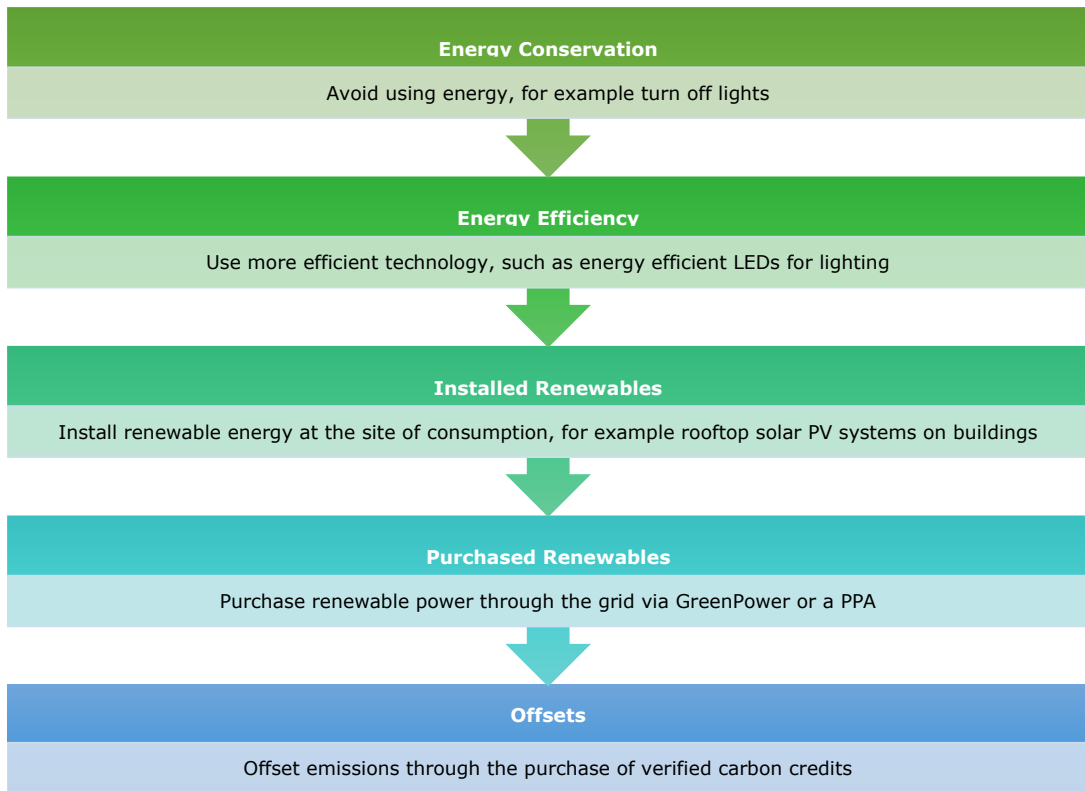 Energy Conservation
Avoid using energy, for example turn off lights
Energy Efficiency
Use more efficient technology, such as energy efficient LEDs for lighting
Installed Renewables
Install renewable energy at the site of consumption, for example rooftop solar PV systems on buildings
Purchased Renewables
Purchase renewable power through the grid via GreenPower or a PPA
Offsets
Offset emissions through the purchase of verified carbon credits